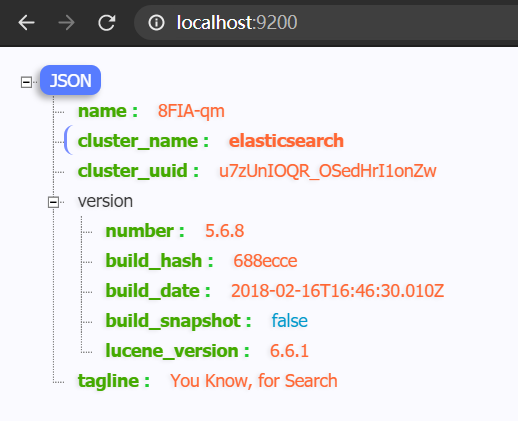 localhost:9200
JSON
name : 8FIA-qm
cluster_name : elasticsearch
cluster_uuid : u7zUnIOQR_OSedHrI1onZw
version
number : 5.6.8
build_hash : 688ecce
build_date : 2018-02-16T16:46:30.010Z
build_snapshot : false
lucene_version : 6.6.1
tagline : You Know, for Search